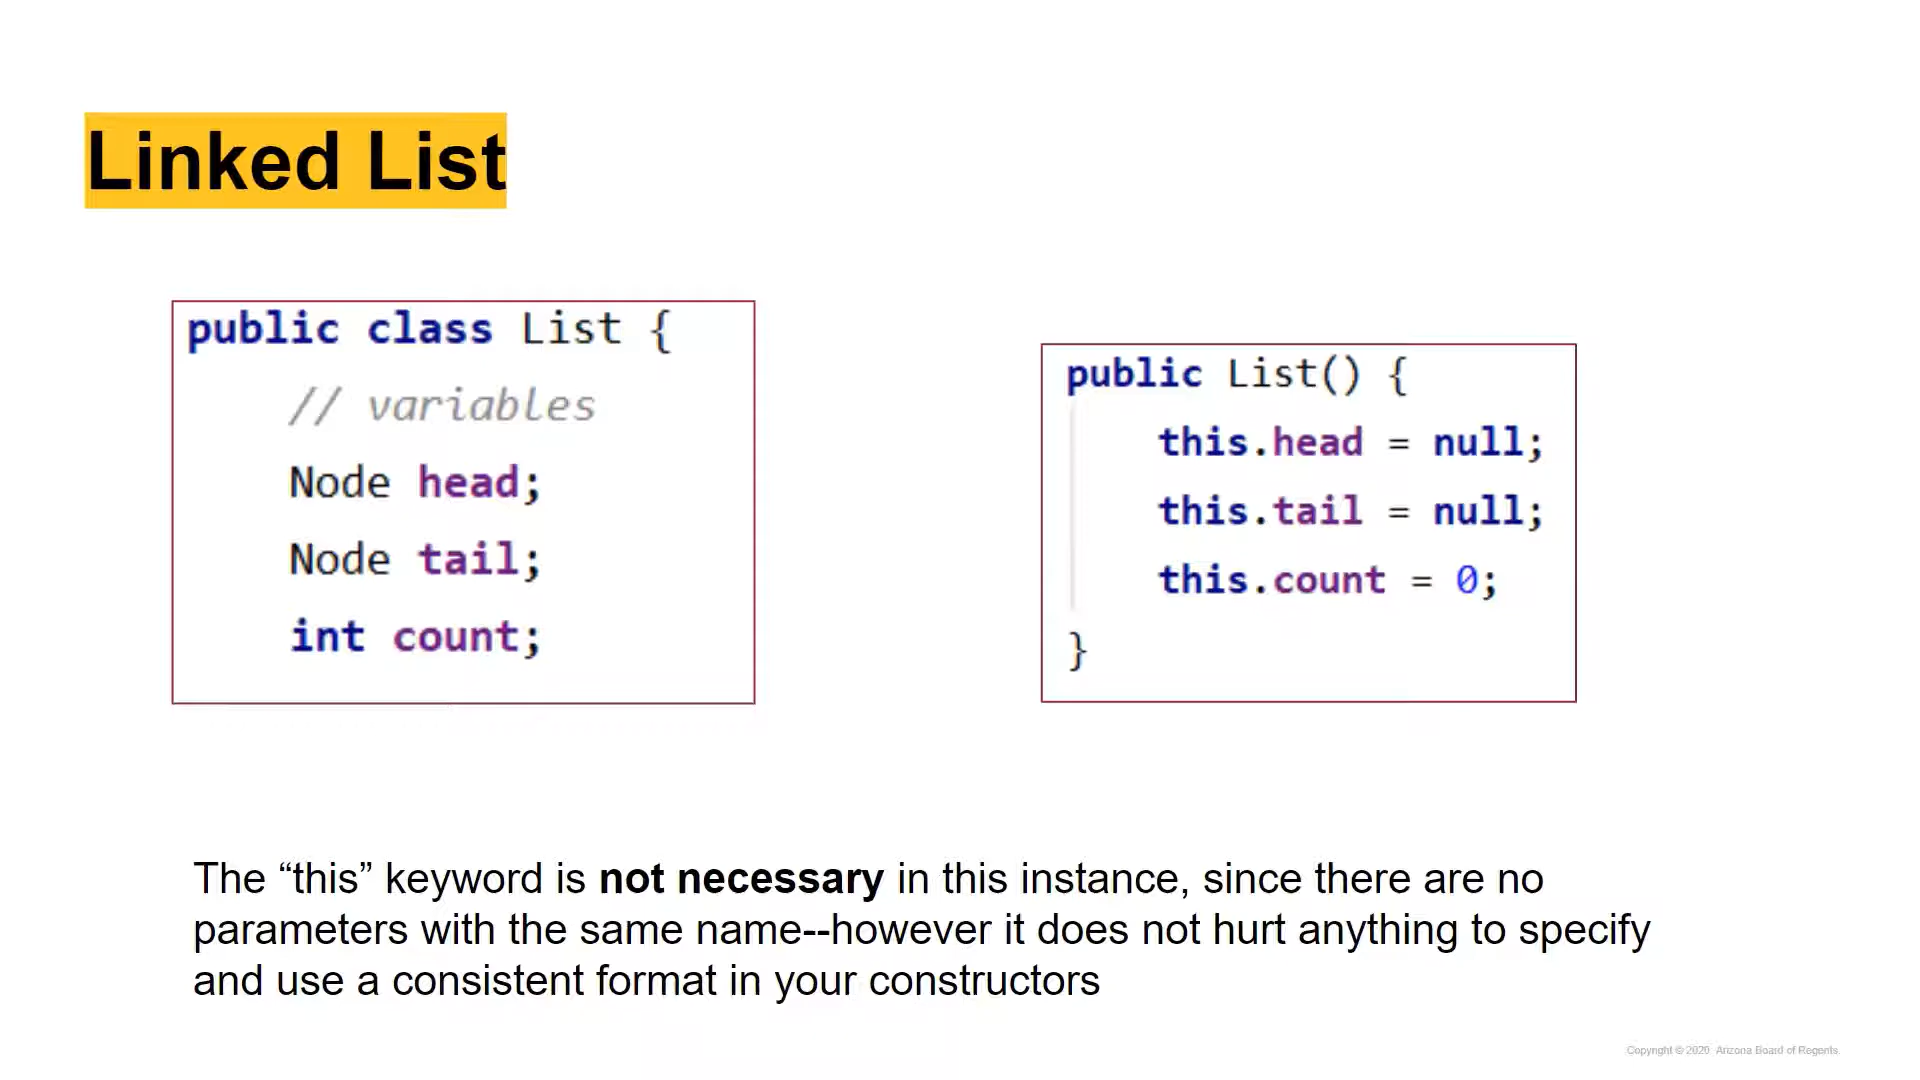 Linked List
public class List {
// variables
Node head;
Node tail;
int count;
public List() {
this.head = null;
this.tail = null;
this.count = 0;
}
The “this” keyword is not necessary in this instance, since there are no
parameters with the same name--however it does not hurt anything to specify
and use a consistent format in your constructors
Copyright © 2020 Arizona Board of Regents